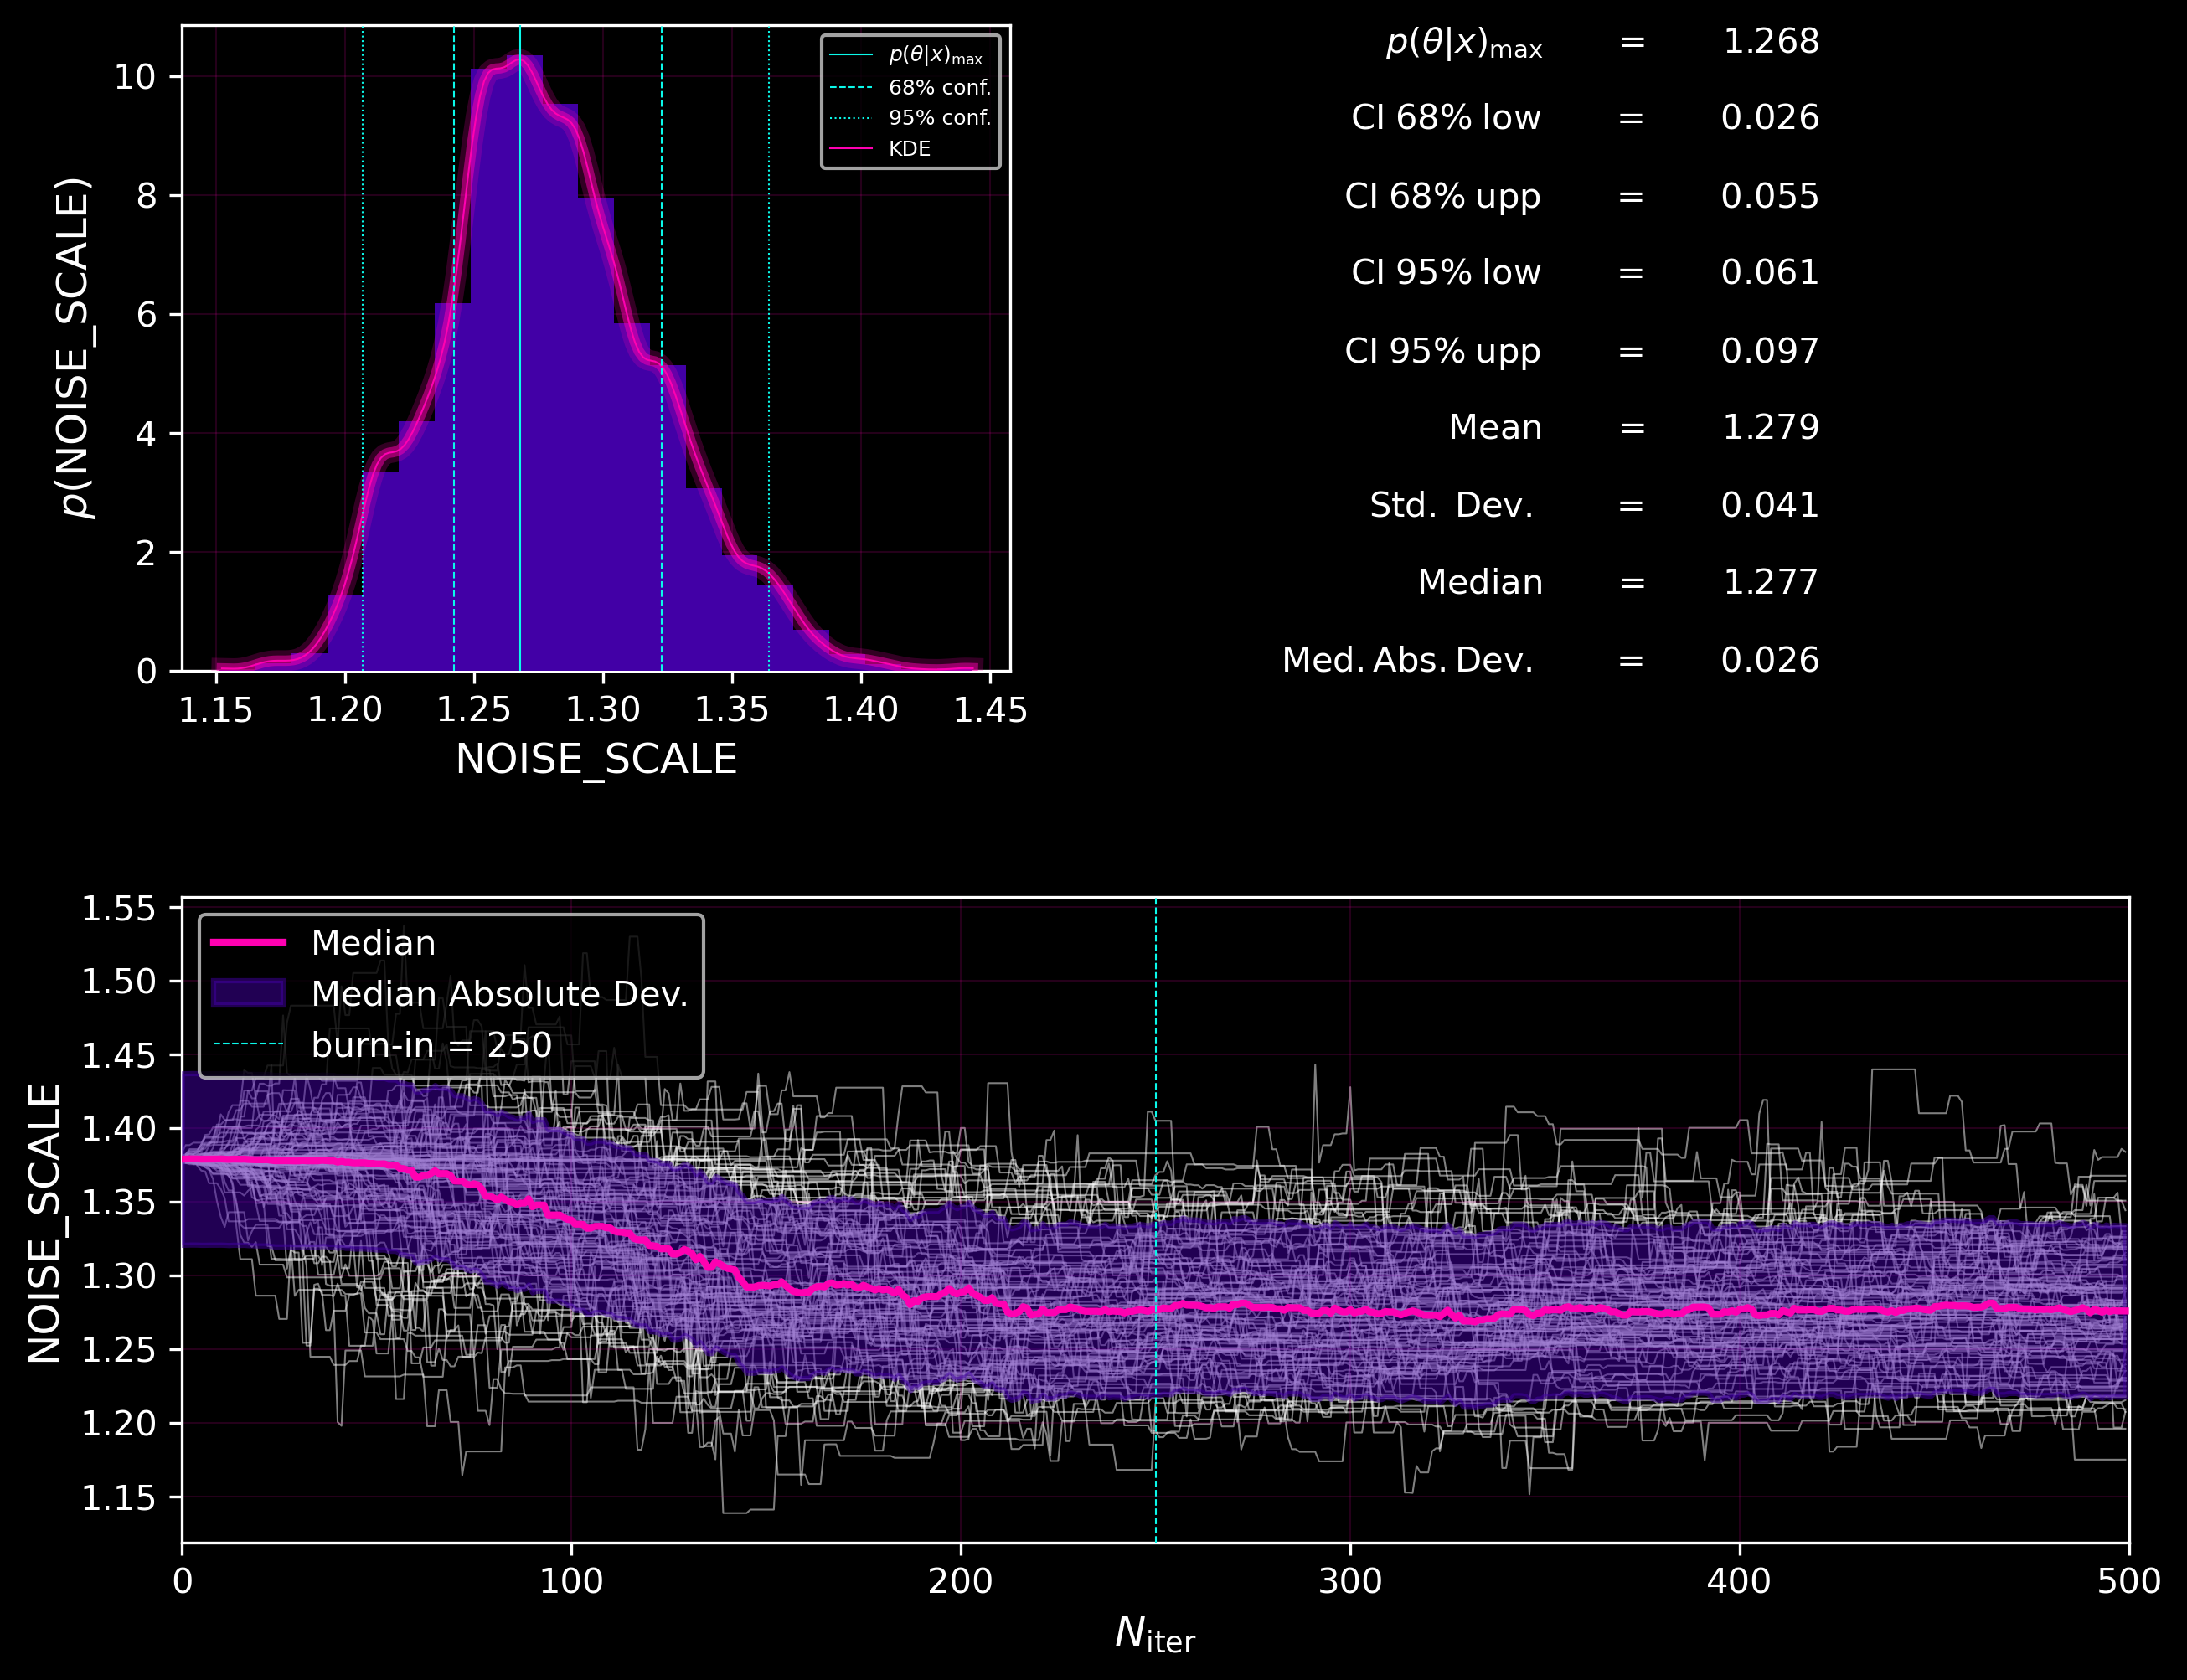 p(NOISE_SCALE)
10
8
6
4
2
0
1.15 1.20 1.25 1.30 1.35 1.40 1.45
NOISE_SCALE
p(θ|x)max
68% conf.
95% conf.
KDE
p(θ|x)max = 1.268
CI 68% low = 0.026
CI 68% upp = 0.055
CI 95% low = 0.061
CI 95% upp = 0.097
Mean = 1.279
Std. Dev. = 0.041
Median = 1.277
Med. Abs. Dev. = 0.026
NOISE_SCALE
1.55
1.50
1.45
1.40
1.35
1.30
1.25
1.20
1.15
Median
Median Absolute Dev.
burn-in = 250
0 100 200 300 400 500
Niter